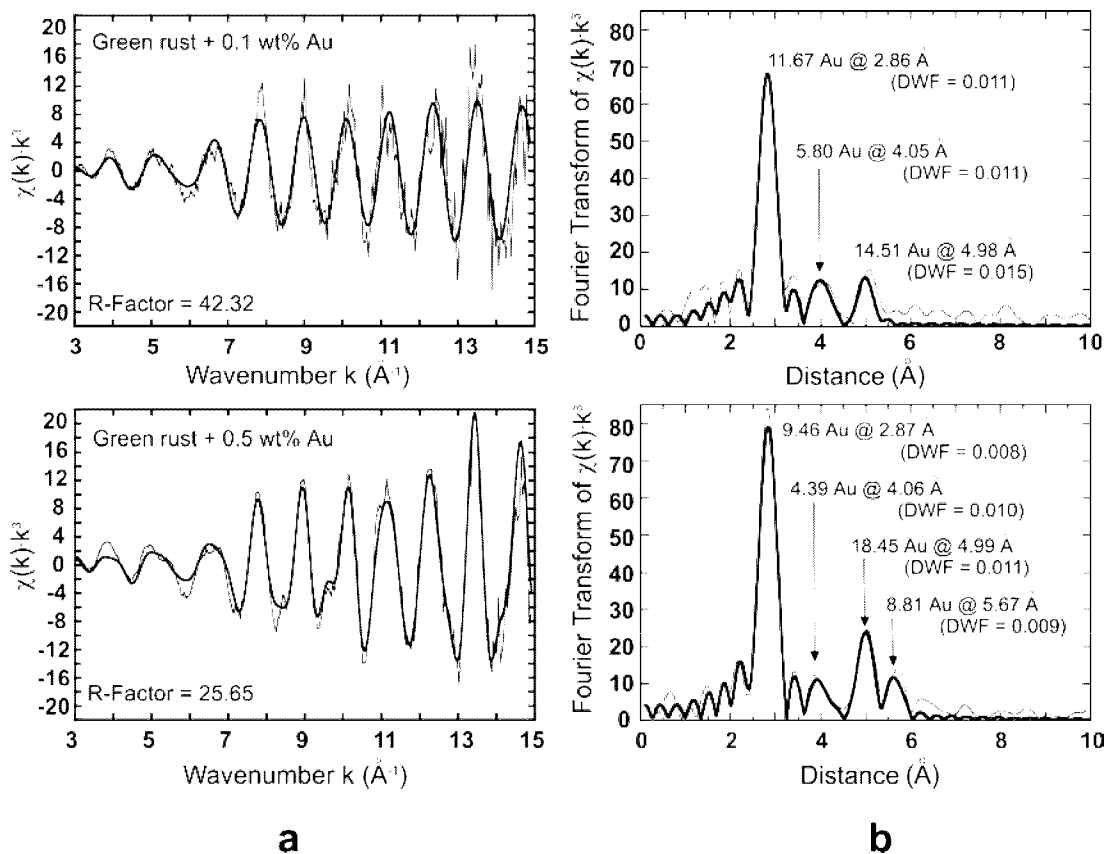 Green rust + 0.1 wt% Au
χ(k)·k³
20
16
12
8
4
0
-4
-8
-12
-16
-20
R-Factor = 42.32
3 5 7 9 11 13 15
Wavenumber k (Å⁻¹)
Fourier Transform of χ(k)·k³
80
70
60
50
40
30
20
10
0
11.67 Au @ 2.86 Å
(DWF = 0.011)
5.80 Au @ 4.05 Å
(DWF = 0.011)
14.51 Au @ 4.98 Å
(DWF = 0.015)
0 2 4 6 8 10
Distance (Å)
Green rust + 0.5 wt% Au
χ(k)·k³
20
16
12
8
4
0
-4
-8
-12
-16
-20
R-Factor = 25.65
3 5 7 9 11 13 15
Wavenumber k (Å⁻¹)
Fourier Transform of χ(k)·k³
80
70
60
50
40
30
20
10
0
9.46 Au @ 2.87 Å
(DWF = 0.008)
4.39 Au @ 4.06 Å
(DWF = 0.010)
18.45 Au @ 4.99 Å
(DWF = 0.011)
8.81 Au @ 5.67 Å
(DWF = 0.009)
0 2 4 6 8 10
Distance (Å)
a
b